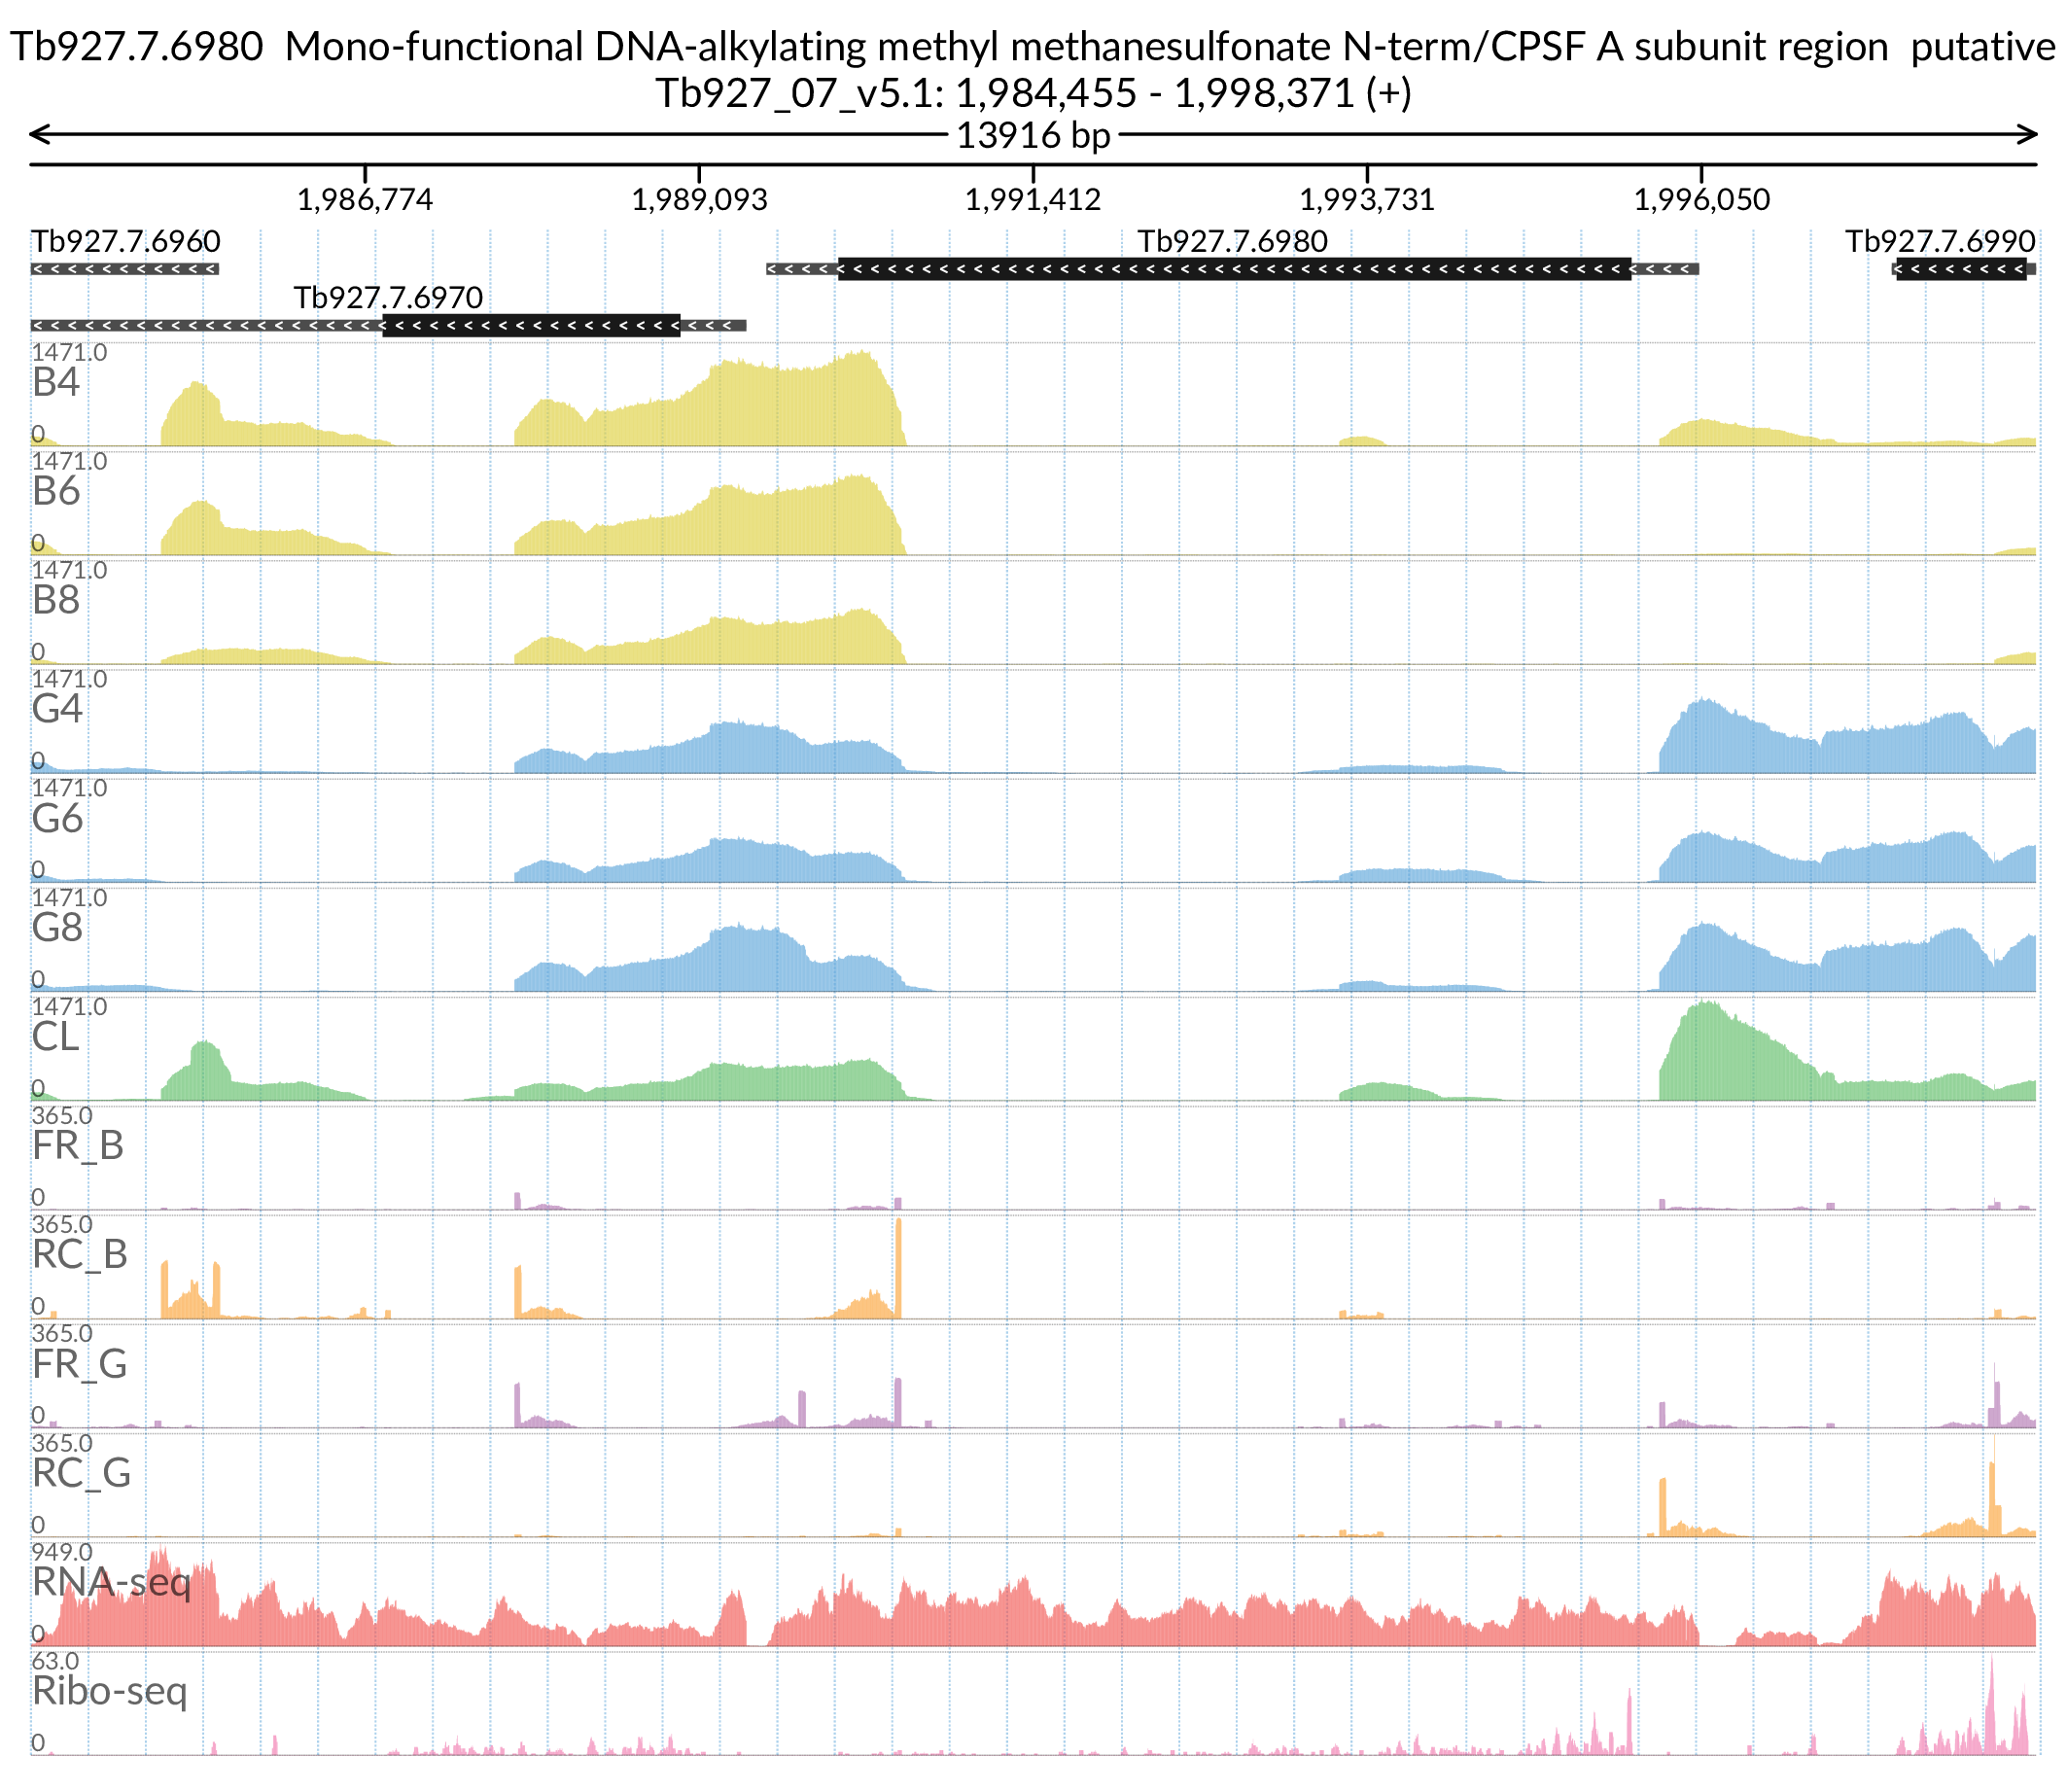 Tb927.7.6980  Mono-functional DNA-alkylating methyl methanesulfonate N-term/CPSF A subunit region  putative
Tb927_07_v5.1: 1,984,455 - 1,998,371 (+)
13916 bp
1,986,774 1,989,093 1,991,412 1,993,731 1,996,050
Tb927.7.6960 Tb927.7.6980 Tb927.7.6990
Tb927.7.6970
1471.0
B4
0
1471.0
B6
0
1471.0
B8
0
1471.0
G4
0
1471.0
G6
0
1471.0
G8
0
1471.0
CL
0
365.0
FR_B
0
365.0
RC_B
0
365.0
FR_G
0
365.0
RC_G
0
949.0
RNA-seq
0
63.0
Ribo-seq
0